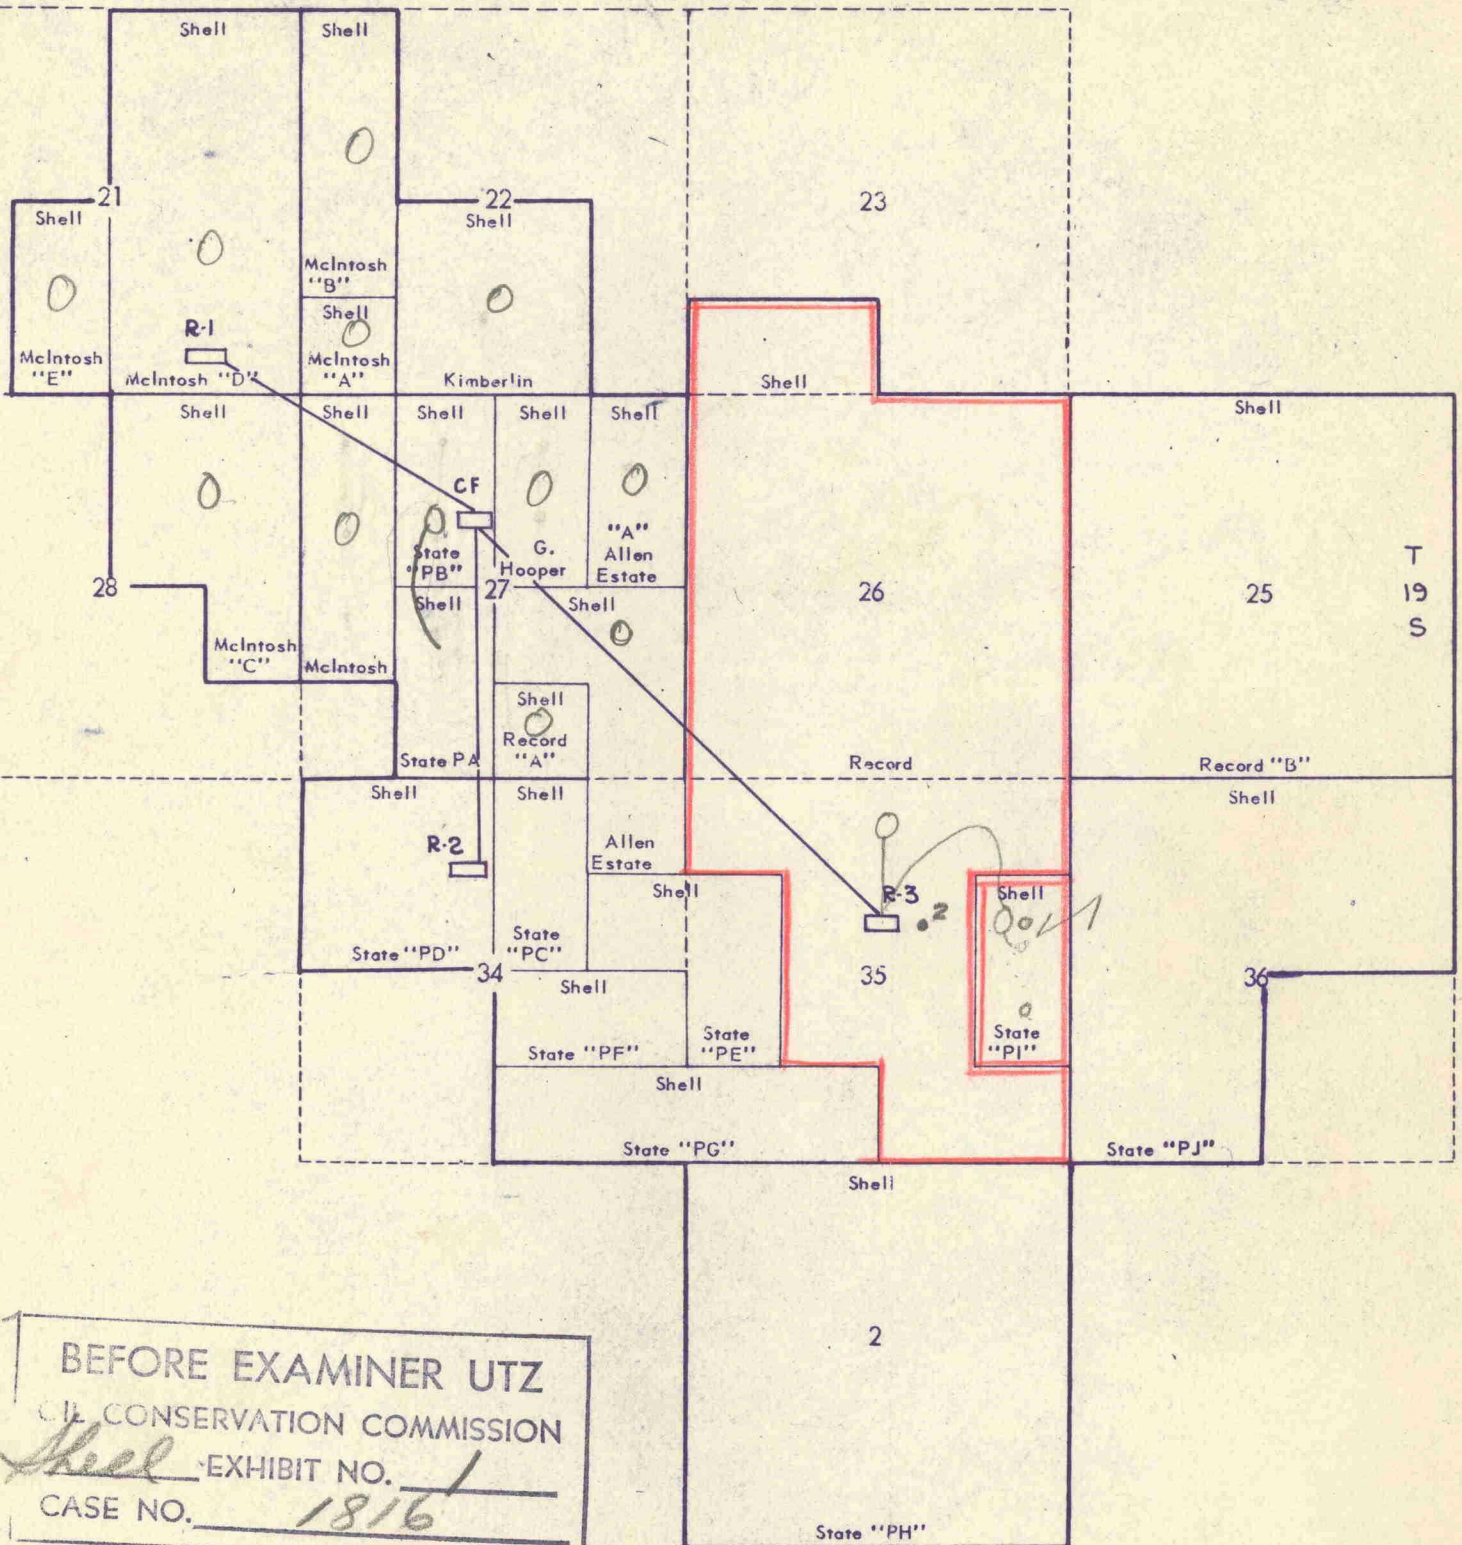 Shell
Shell
21
Shell
22
Shell
23
McIntosh
"B"
Shell
R-1
McIntosh
"E"
McIntosh "D"
McIntosh
"A"
Kimberlin
Shell
Shell
Shell
Shell
Shell
Shell
Shell
CF
State
"PB"
G.
Hooper
"A"
Allen
Estate
T
19
S
28
27
26
25
Shell
Shell
McIntosh
"C"
McIntosh
Shell
Record
"A"
State PA
Record
Record "B"
Shell
Shell
Shell
R-2
Allen
Estate
Shell
R-3
.2
Shell
State "PD"
State
"PC"
34
35
36
Shell
State "PF"
State
"PE"
State
"PI"
Shell
State "PG"
State "PJ"
Shell
2
State "PH"
BEFORE EXAMINER UTZ
OIL CONSERVATION COMMISSION
Shell EXHIBIT NO. 1
CASE NO. 1816